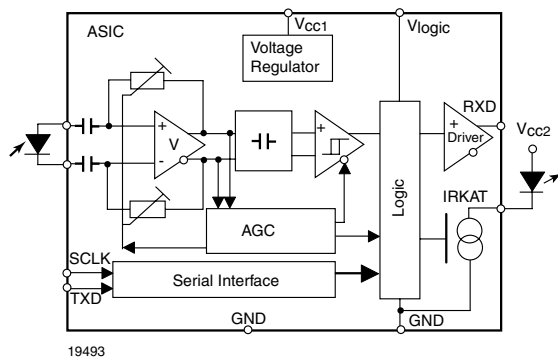 ASIC
VCC1
Vlogic
Voltage
Regulator
RXD
VCC2
+
V
-
+
+
Driver
Logic
IRKAT
AGC
SCLK
Serial Interface
TXD
GND
GND
19493